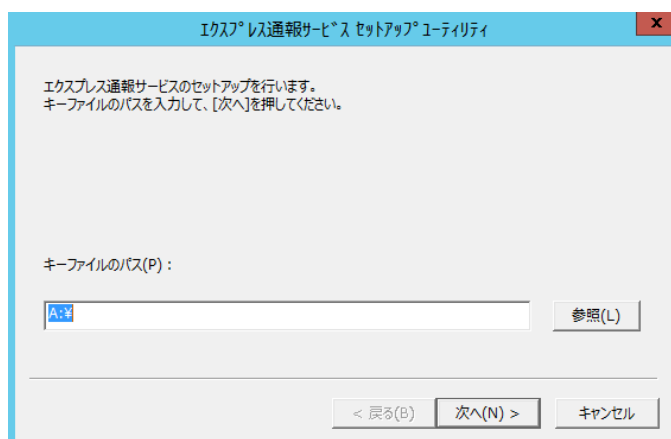 ｴｸｽﾌﾟﾚｽ通報ｻｰﾋﾞｽ ｾｯﾄｱｯﾌﾟﾕｰﾃｨﾘﾃｨ
x
エクスプレス通報サービスのセットアップを行います。
キーファイルのパスを入力して、[次へ]を押してください。
キーファイルのパス(P)：
A:¥
参照(L)
< 戻る(B)
次へ(N) >
キャンセル